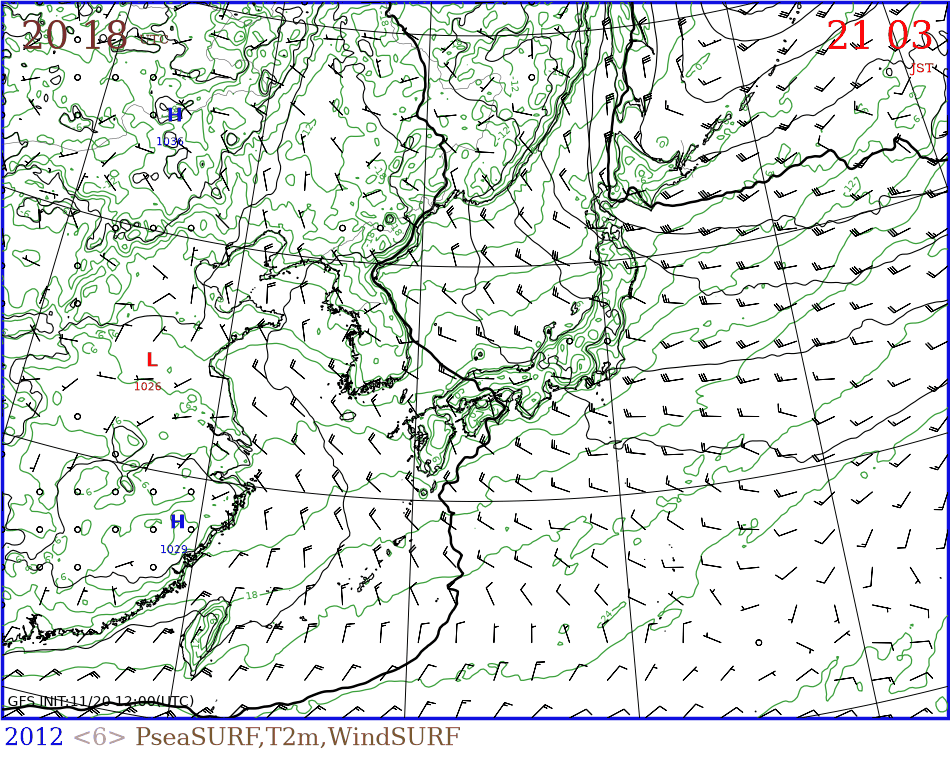 20 18 UTC
21 03
JST
H
1036
L
1026
H
1029
18
GFS INIT:11/20 12:00(UTC)
2012 <6> PseaSURF,T2m,WindSURF